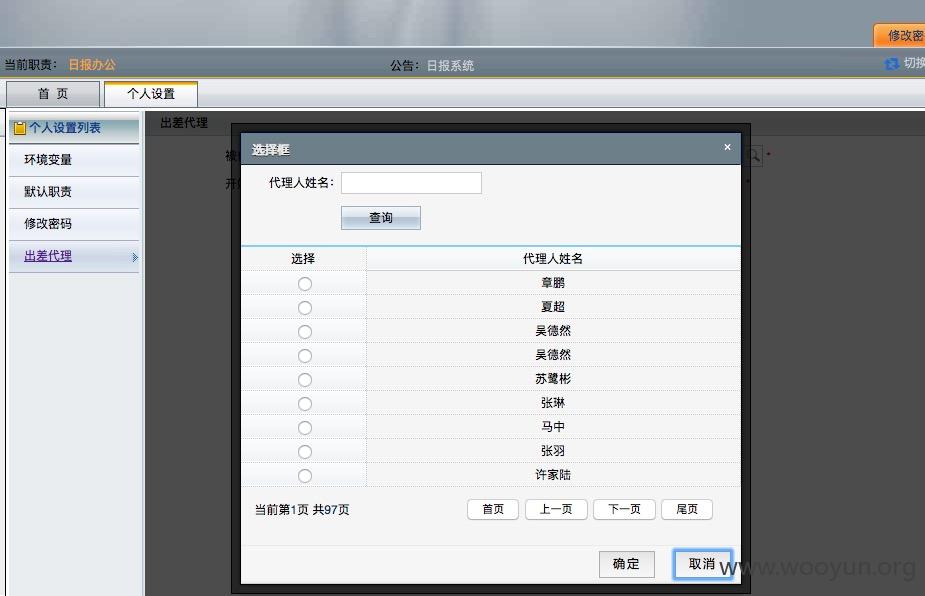 修改密
当前职责： 日报办公 公告：日报系统 切换
首 页 个人设置
个人设置列表
环境变量
默认职责
修改密码
出差代理
出差代理
选择框 ×
代理人姓名：
查询
选择 代理人姓名
章鹏
夏超
吴德然
吴德然
苏鹭彬
张琳
马中
张羽
许家陆
当前第1页 共97页 首页 上一页 下一页 尾页
确定 取消
www.wooyun.org